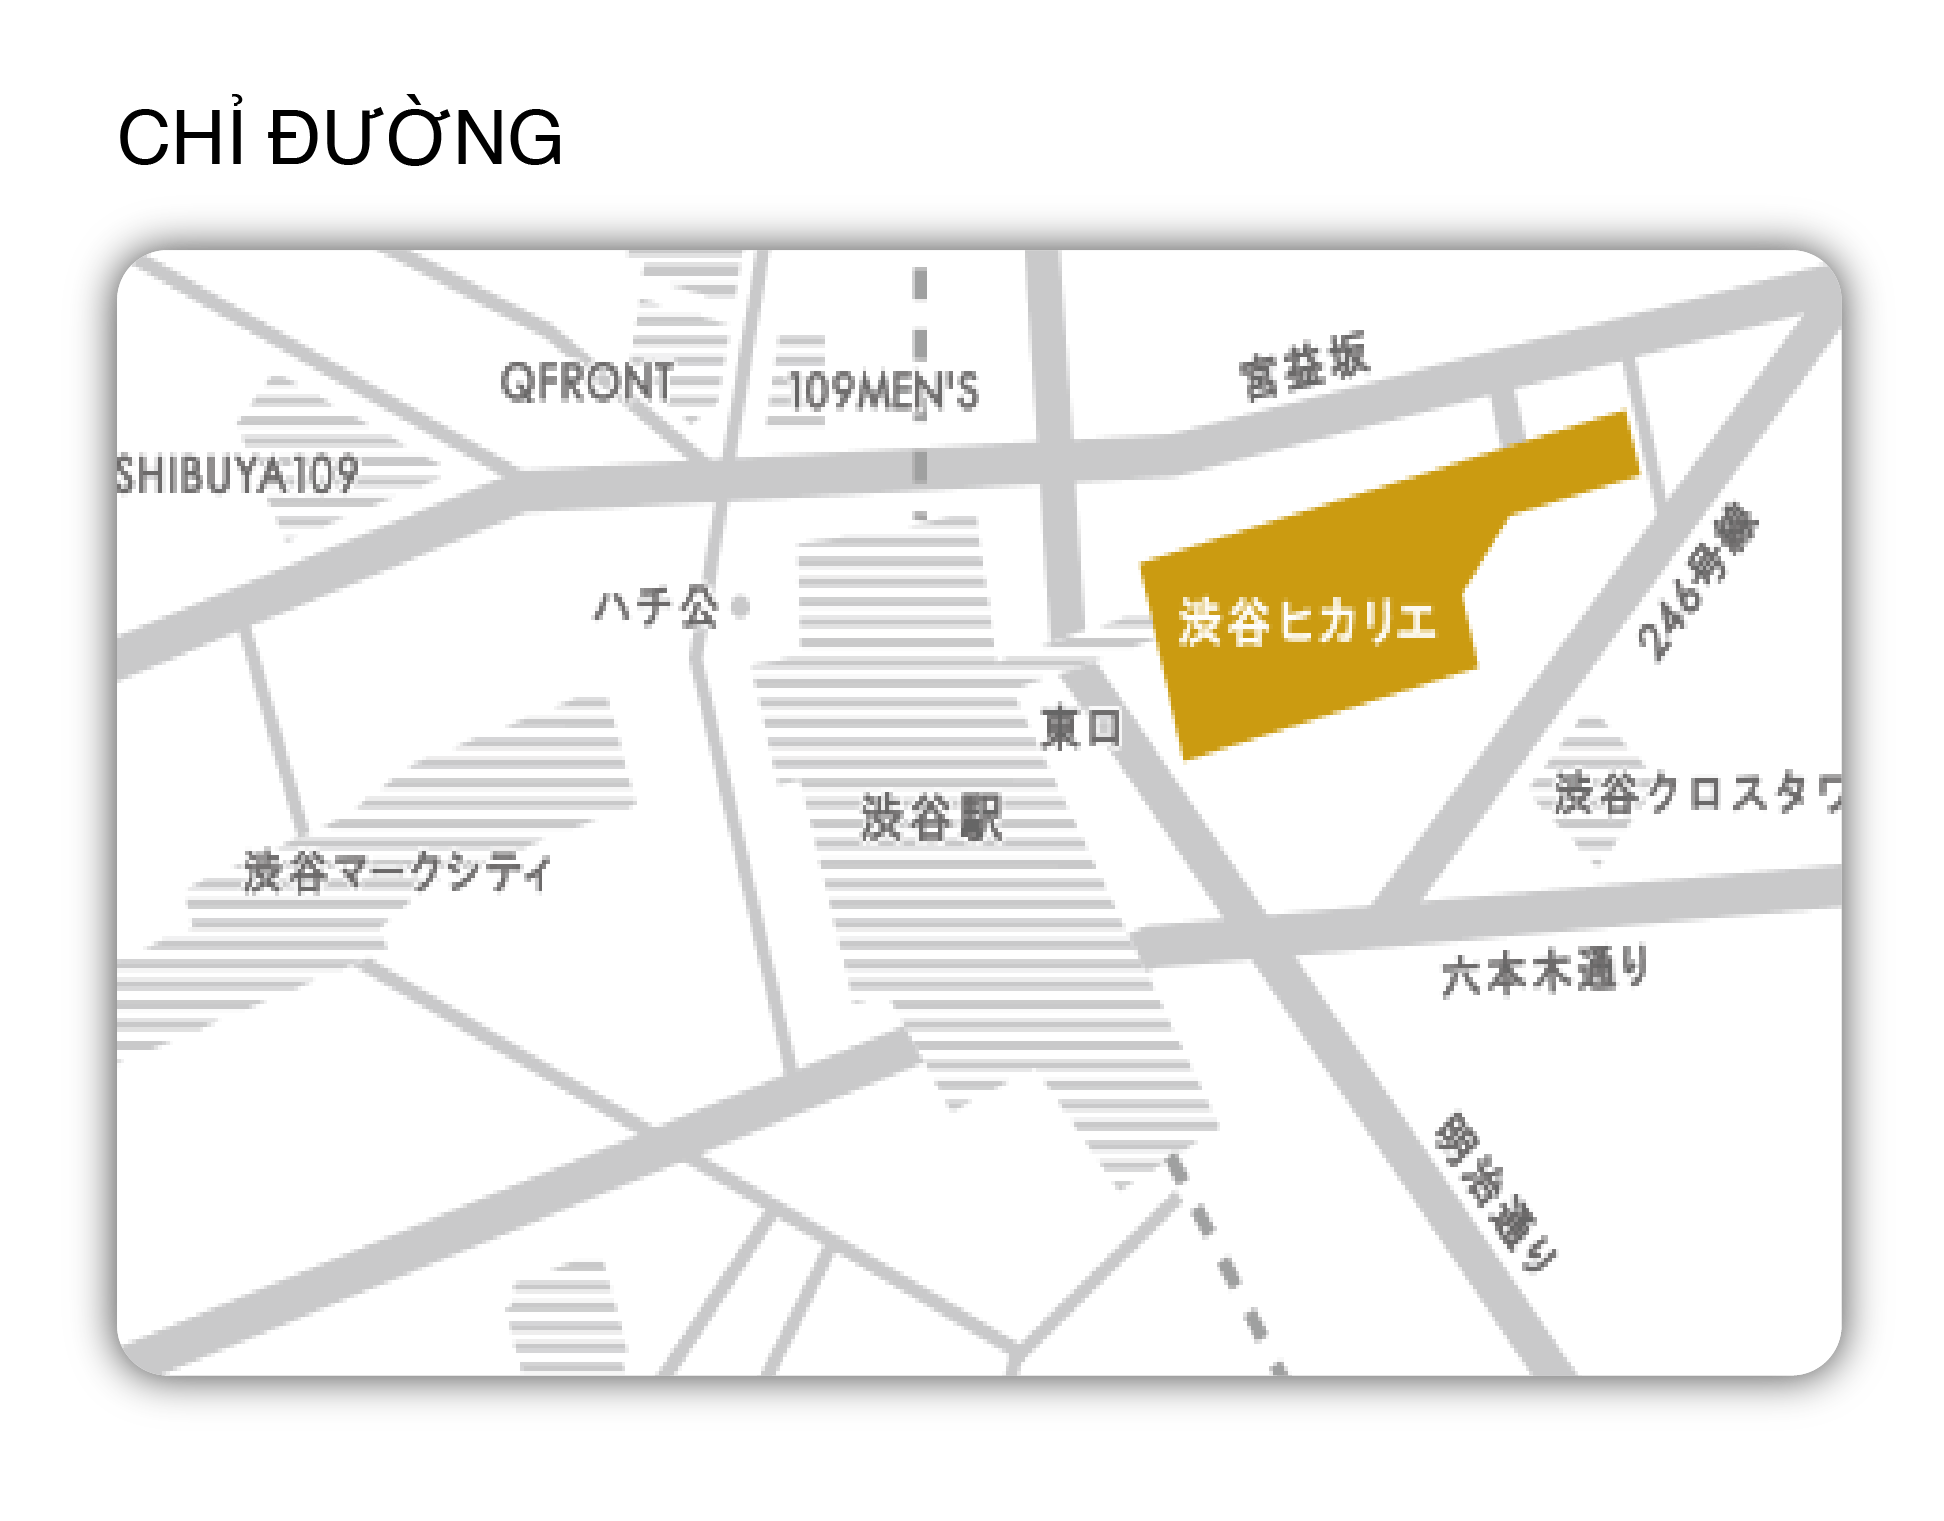 CHỈ ĐƯỜNG
宮益坂
QFRONT
109MEN'S
SHIBUYA109
246号線
ハチ公
渋谷ヒカリエ
東口
渋谷クロスタワ
渋谷駅
渋谷マークシティ
六本木通り
明治通り